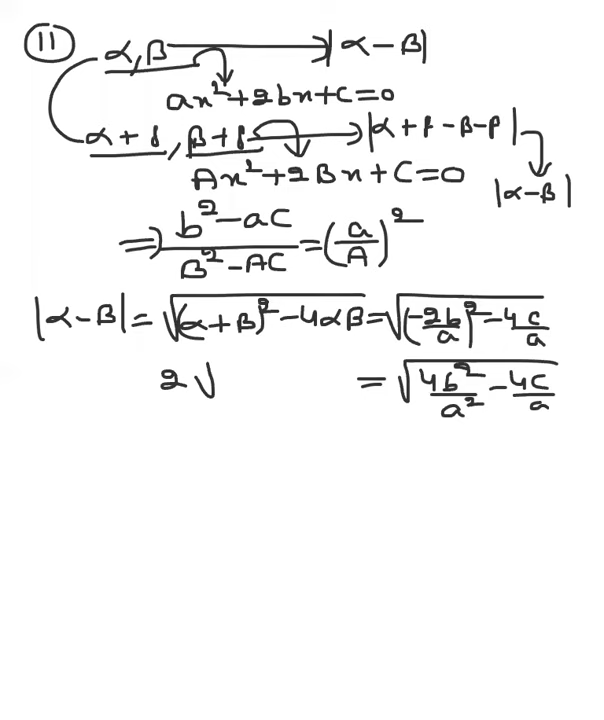 11 α, β → |α - β|
ax² + 2bx + c = 0
α + δ, β + δ → |α + δ - β - δ|
Ax² + 2Bx + C = 0 |α - β|
⇒ (b² - ac)/(B² - AC) = (a/A)²
|α - β| = √((α + β)² - 4αβ) = √((-2b/a)² - 4c/a)
2√ = √(4b²/a² - 4c/a)